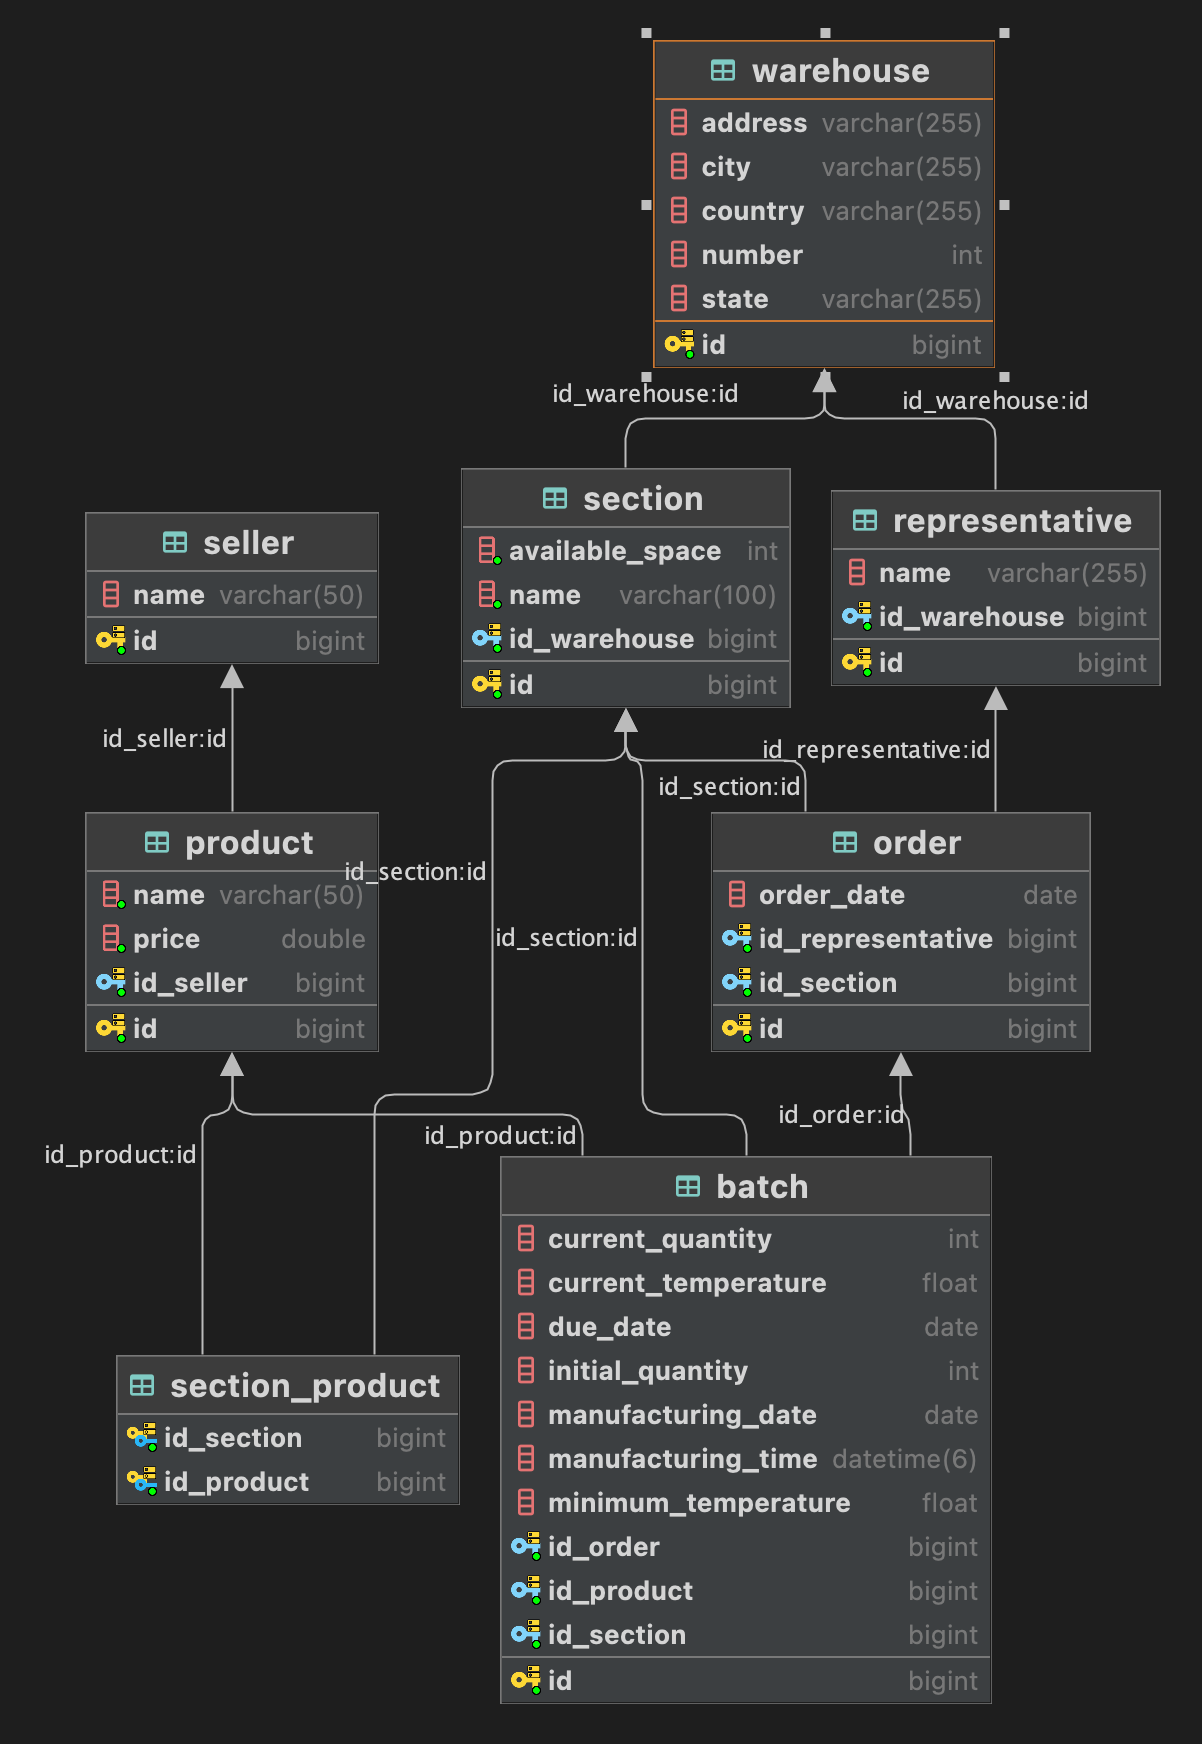 warehouse
address varchar(255)
city varchar(255)
country varchar(255)
number int
state varchar(255)
id bigint
id_warehouse:id
id_warehouse:id
section
available_space int
name varchar(100)
id_warehouse bigint
id bigint
representative
name varchar(255)
id_warehouse bigint
id bigint
seller
name varchar(50)
id bigint
id_seller:id
id_representative:id
id_section:id
product
name varchar(50)
price double
id_seller bigint
id bigint
id_section:id
id_section:id
order
order_date date
id_representative bigint
id_section bigint
id bigint
id_order:id
id_product:id
id_product:id
batch
current_quantity int
current_temperature float
due_date date
initial_quantity int
manufacturing_date date
manufacturing_time datetime(6)
minimum_temperature float
id_order bigint
id_product bigint
id_section bigint
id bigint
section_product
id_section bigint
id_product bigint